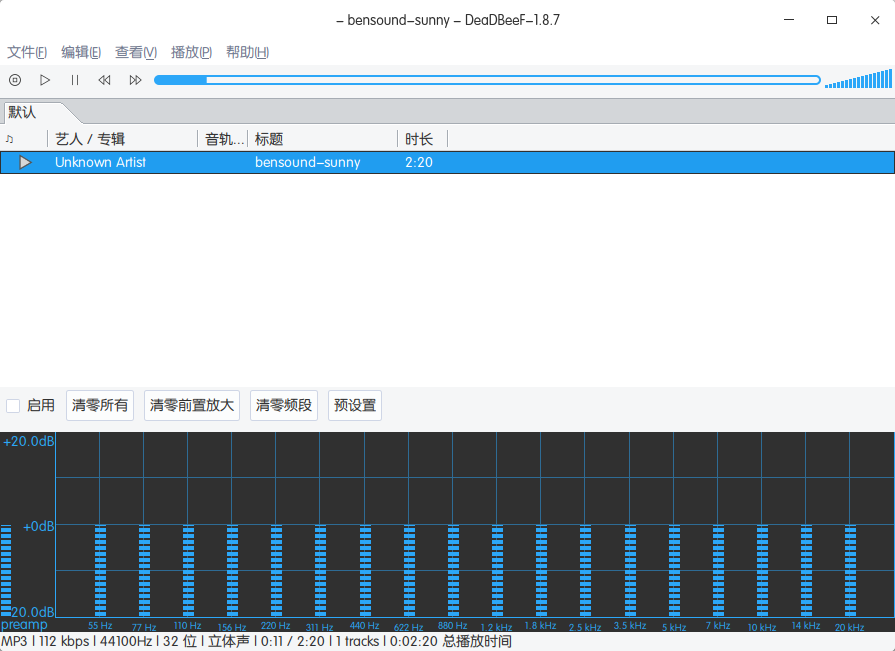 – bensound-sunny – DeaDBeeF-1.8.7
文件(F) 编辑(E) 查看(V) 播放(P) 帮助(H)
默认
♫ 艺人 / 专辑 音轨... 标题 时长
Unknown Artist bensound-sunny 2:20
启用 清零所有 清零前置放大 清零频段 预设置
+20.0dB
+0dB
20.0dB
preamp 55 Hz 77 Hz 110 Hz 156 Hz 220 Hz 311 Hz 440 Hz 622 Hz 880 Hz 1.2 kHz 1.8 kHz 2.5 kHz 3.5 kHz 5 kHz 7 kHz 10 kHz 14 kHz 20 kHz
MP3 | 112 kbps | 44100Hz | 32 位 | 立体声 | 0:11 / 2:20 | 1 tracks | 0:02:20 总播放时间